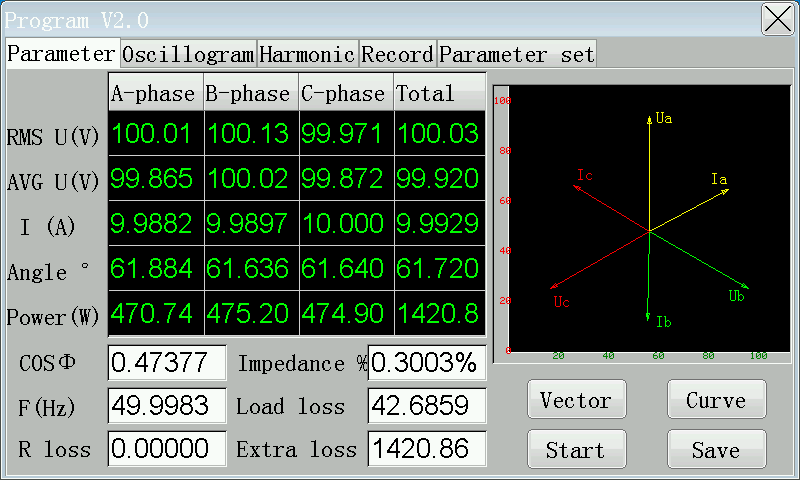 Program V2.0
Parameter Oscillogram Harmonic Record Parameter set
A-phase B-phase C-phase Total
RMS U(V) 100.01 100.13 99.971 100.03
AVG U(V) 99.865 100.02 99.872 99.920
I (A) 9.9882 9.9897 10.000 9.9929
Angle ° 61.884 61.636 61.640 61.720
Power(W) 470.74 475.20 474.90 1420.8
COSΦ 0.47377 Impedance % 0.3003%
F(Hz) 49.9983 Load loss 42.6859
R loss 0.00000 Extra loss 1420.86
100
80
60
40
20
0
20 40 60 80 100
Ua
Ia
Ic
Uc
Ub
Ib
Vector Curve
Start Save